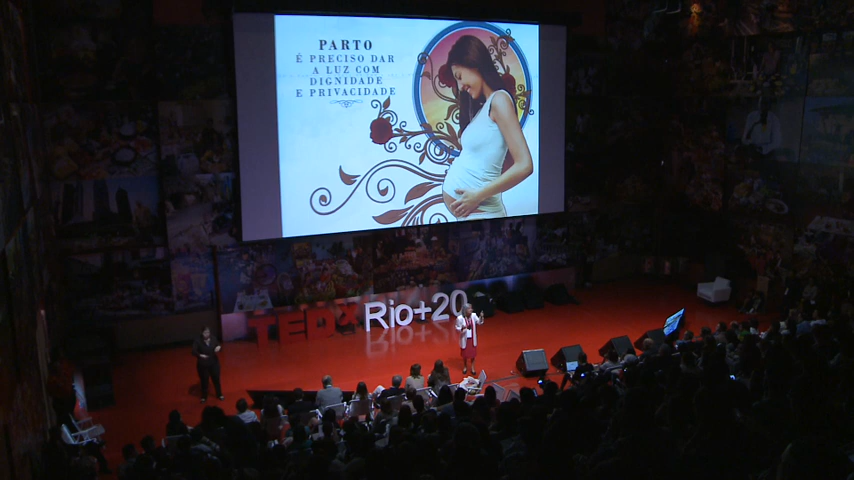 PARTO
É PRECISO DAR
A LUZ COM
DIGNIDADE
E PRIVACIDADE
TEDx Rio+20